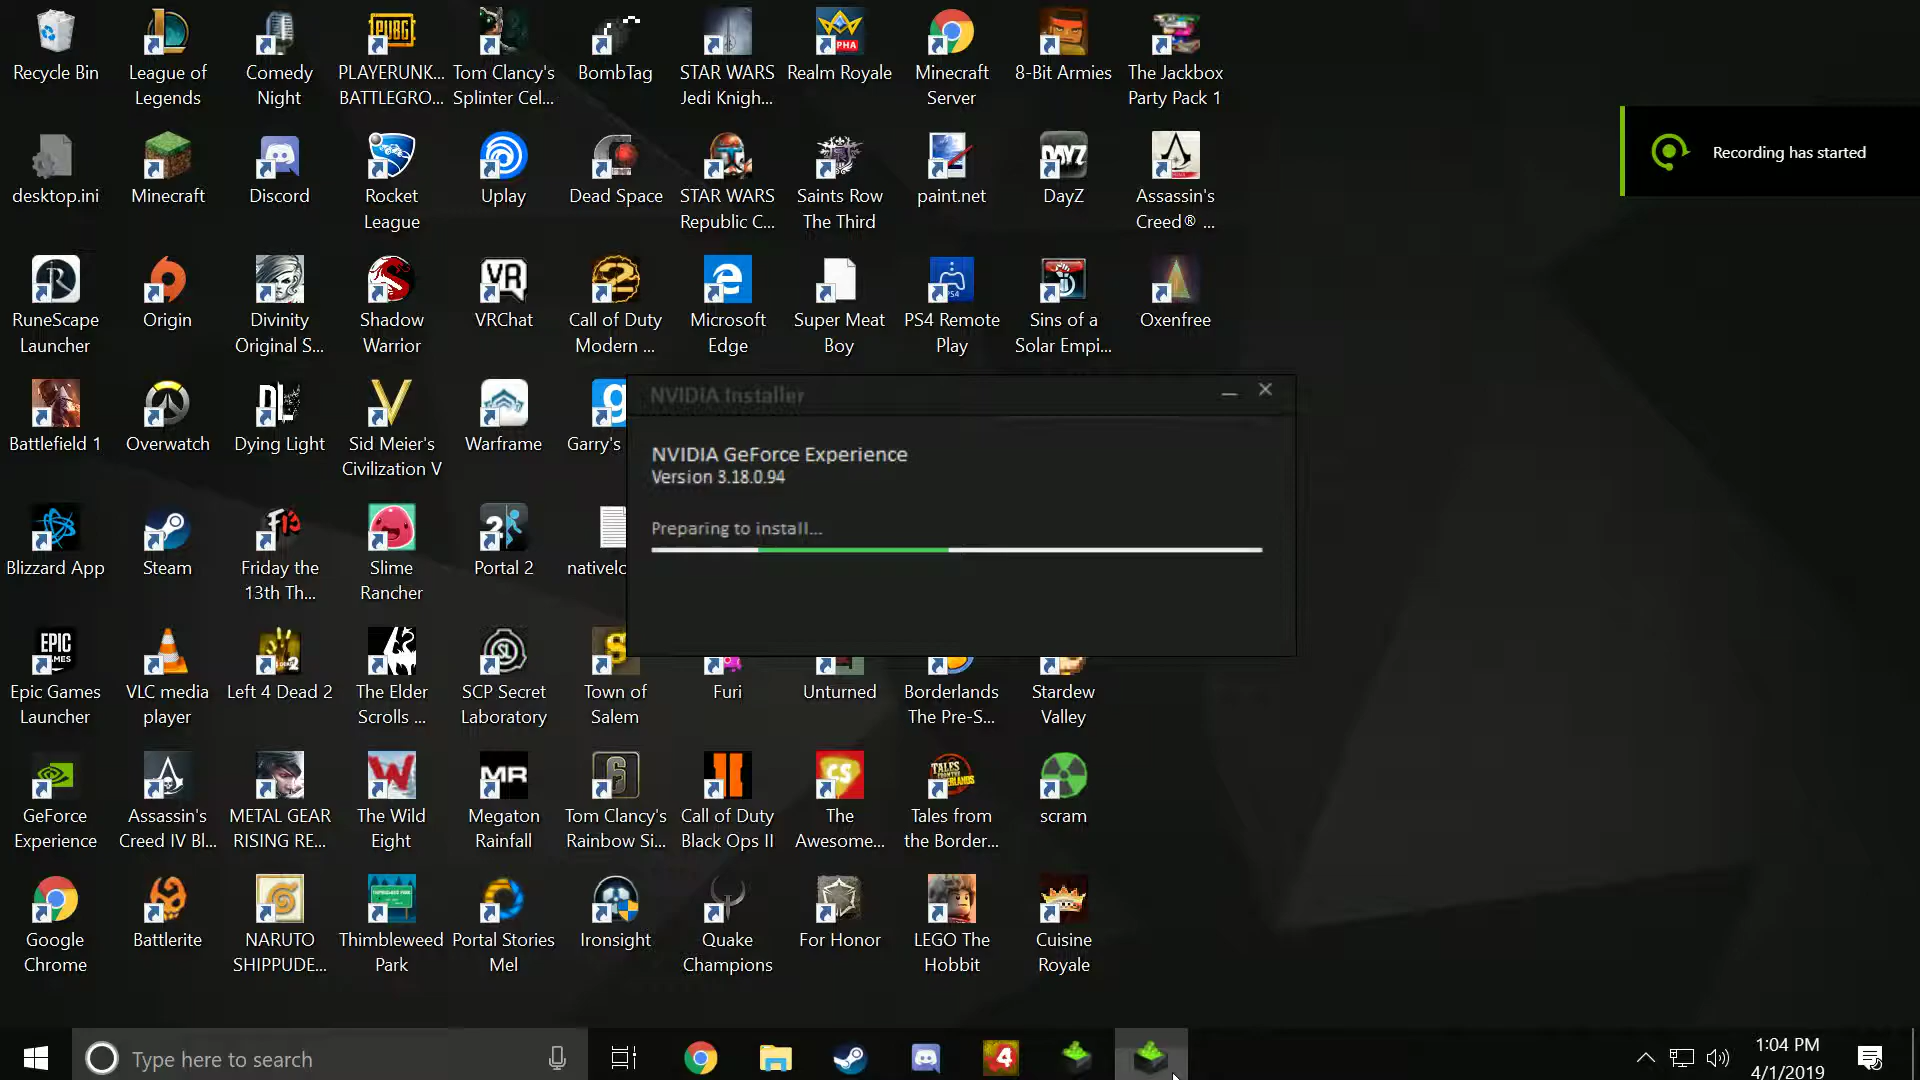 Recycle Bin
League of
Legends
Comedy
Night
PLAYERUNK...
BATTLEGRO...
Tom Clancy's
Splinter Cel...
BombTag
STAR WARS
Jedi Knigh...
Realm Royale
Minecraft
Server
8-Bit Armies
The Jackbox
Party Pack 1
Recording has started
desktop.ini
Minecraft
Discord
Rocket
League
Uplay
Dead Space
STAR WARS
Republic C...
Saints Row
The Third
paint.net
DayZ
Assassin's
Creed® ...
RuneScape
Launcher
Origin
Divinity
Original S...
Shadow
Warrior
VRChat
Call of Duty
Modern ...
Microsoft
Edge
Super Meat
Boy
PS4 Remote
Play
Sins of a
Solar Empi...
Oxenfree
Battlefield 1
Overwatch
Dying Light
Sid Meier's
Civilization V
Warframe
Garry's
NVIDIA Installer
NVIDIA GeForce Experience
Version 3.18.0.94
Preparing to install...
Blizzard App
Steam
Friday the
13th Th...
Slime
Rancher
Portal 2
Epic Games
Launcher
VLC media
player
Left 4 Dead 2
The Elder
Scrolls ...
SCP Secret
Laboratory
Town of
Salem
Furi
Unturned
Borderlands
The Pre-S...
Stardew
Valley
GeForce
Experience
Assassin's
Creed IV Bl...
METAL GEAR
RISING RE...
The Wild
Eight
Megaton
Rainfall
Tom Clancy's
Rainbow Si...
Call of Duty
Black Ops II
The
Awesome...
Tales from
the Border...
scram
Google
Chrome
Battlerite
NARUTO
SHIPPUDE...
Thimbleweed
Park
Portal Stories
Mel
Ironsight
Quake
Champions
For Honor
LEGO The
Hobbit
Cuisine
Royale
Type here to search
1:04 PM
4/1/2019